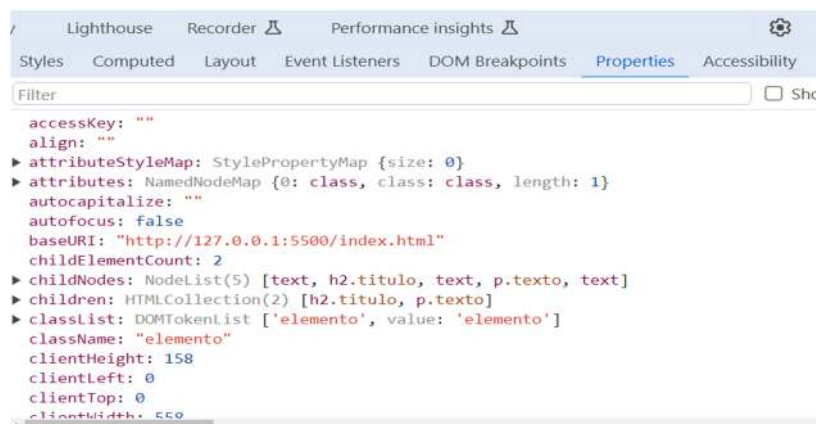 Lighthouse Recorder Performance insights
Styles Computed Layout Event Listeners DOM Breakpoints Properties Accessibility
Filter Sho
accessKey: ""
align: ""
attributeStyleMap: StylePropertyMap {size: 0}
attributes: NamedNodeMap {0: class, class: class, length: 1}
autocapitalize: ""
autofocus: false
baseURI: "http://127.0.0.1:5500/index.html"
childElementCount: 2
childNodes: NodeList(5) [text, h2.titulo, text, p.texto, text]
children: HTMLCollection(2) [h2.titulo, p.texto]
classList: DOMTokenList ['elemento', value: 'elemento']
className: "elemento"
clientHeight: 158
clientLeft: 0
clientTop: 0
clientWidth: 558